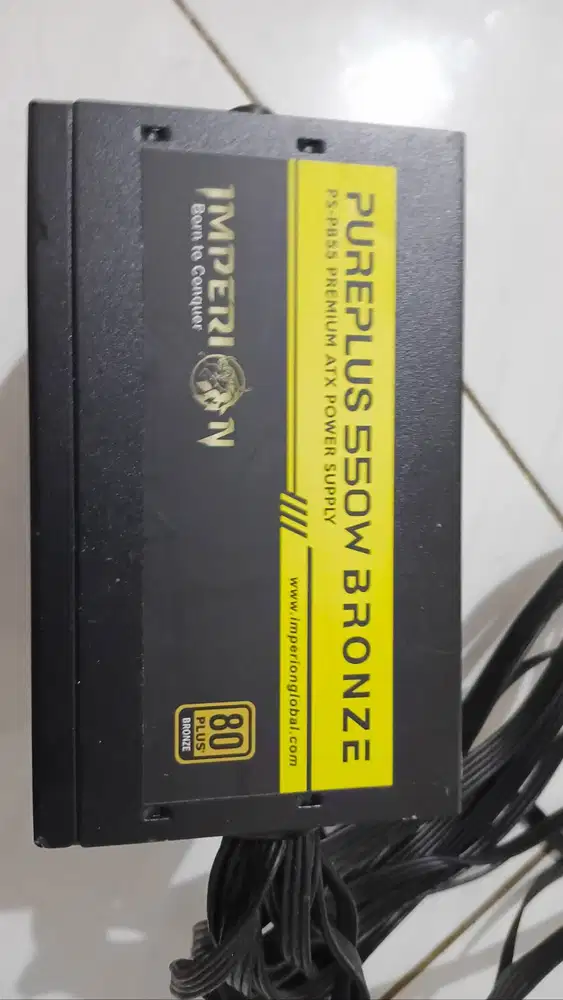 PUREPLUS 550W BRONZE
PS-PB55 PREMIUM ATX POWER SUPPLY
www.imperionglobal.com
IMPERION
Born to Conquer
80
PLUS
BRONZE